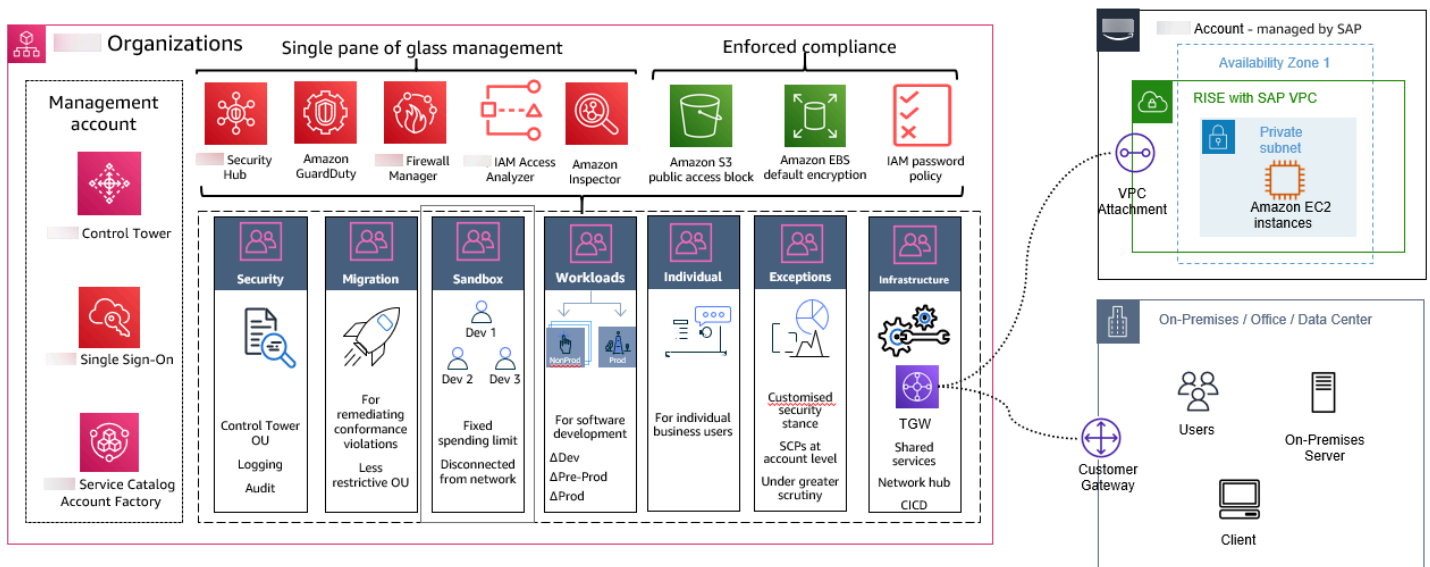 Organizations
Single pane of glass management
Enforced compliance
Management
account
Control Tower
Single Sign-On
Service Catalog
Account Factory
Security
Hub
Amazon
GuardDuty
Firewall
Manager
IAM Access
Analyzer
Amazon
Inspector
Amazon S3
public access block
Amazon EBS
default encryption
IAM password
policy
Security
Control Tower
OU
Logging
Audit
Migration
For
remediating
conformance
violations
Less
restrictive OU
Sandbox
Dev 1
Dev 2
Dev 3
Fixed
spending limit
Disconnected
from network
Workloads
NonProd
Prod
For software
development
ΔDev
ΔPre-Prod
ΔProd
Individual
For individual
business users
Exceptions
Customised
security
stance
SCPs at
account level
Under greater
scrutiny
Infrastructure
TGW
Shared
services
Network hub
CICD
Account - managed by SAP
Availability Zone 1
RISE with SAP VPC
Private
subnet
Amazon EC2
instances
VPC
Attachment
On-Premises / Office / Data Center
Users
On-Premises
Server
Customer
Gateway
Client